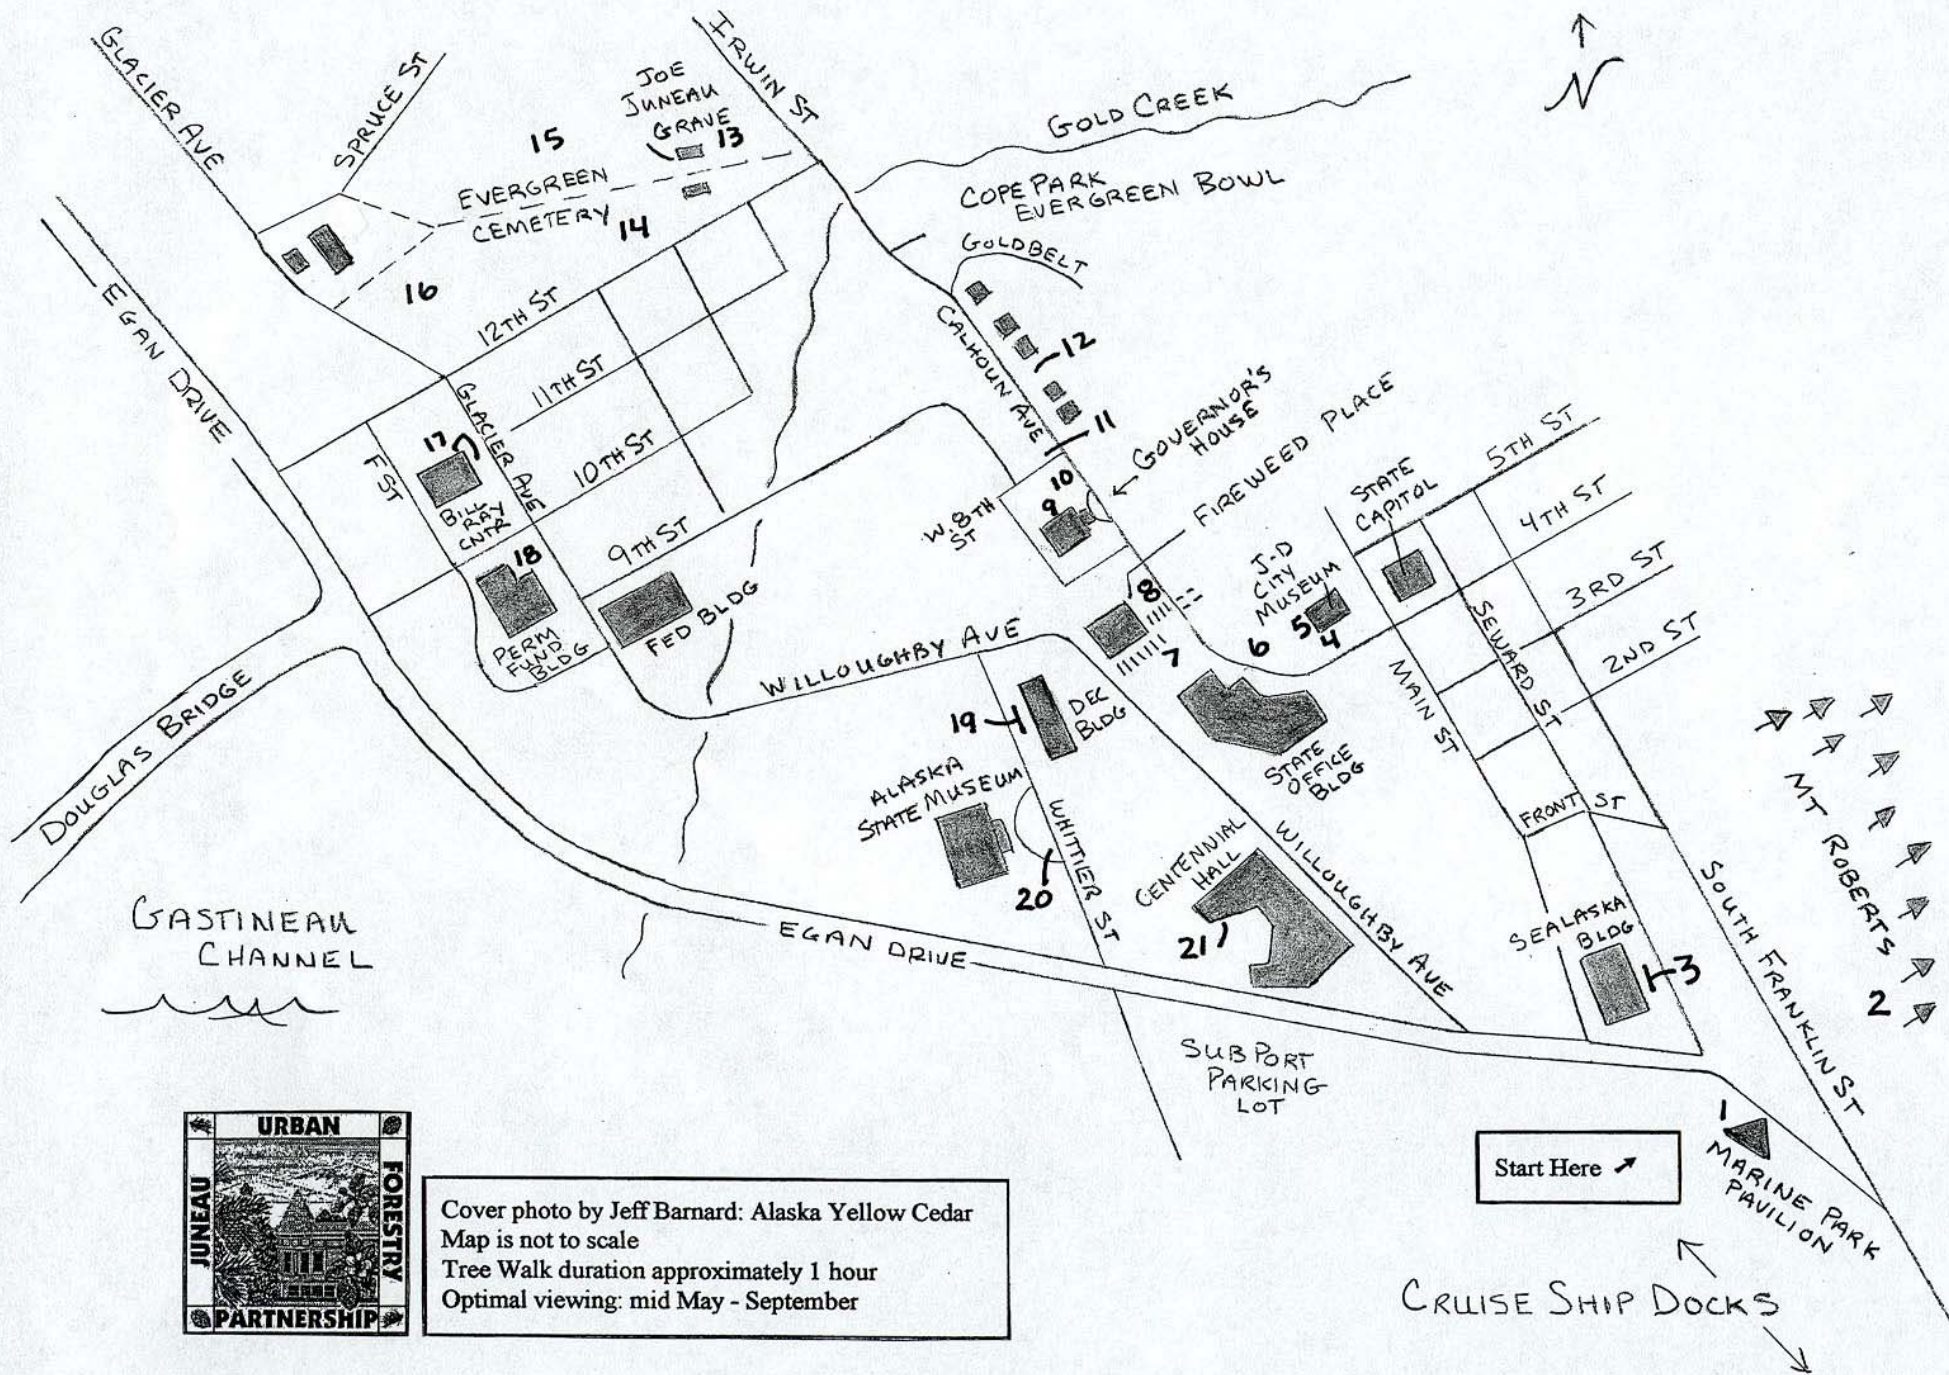 GLACIER AVE
SPRUCE ST
JOE
JUNEAU
GRAVE
13
15
IRWIN ST
N
GOLD CREEK
COPE PARK
EVERGREEN BOWL
GOLDBELT
EVERGREEN
CEMETERY
14
16
EGAN DRIVE
12TH ST
11TH ST
10TH ST
9TH ST
F ST
17
BILL
RAY
CNTR
GLACIER AVE
18
PERM
FUND
BLDG
FED BLDG
CALHOUN AVE
12
11
GOVERNOR'S
HOUSE
10
9
W. 8TH
ST
FIREWEED PLACE
8
7
J-D
CITY
MUSEUM
5
4
6
STATE
CAPITOL
5TH ST
4TH ST
3RD ST
2ND ST
SEWARD ST
MAIN ST
FRONT ST
WILLOUGHBY AVE
DOUGLAS BRIDGE
19
DEC
BLDG
STATE
OFFICE
BLDG
ALASKA
STATE MUSEUM
20
WHITTIER ST
CENTENNIAL
HALL
21
WILLOUGHBY AVE
SEALASKA
BLDG
3
SOUTH FRANKLIN ST
MT ROBERTS
2
GASTINEAU
CHANNEL
EGAN DRIVE
SUBPORT
PARKING
LOT
Start Here
1
MARINE PARK
PAVILION
CRUISE SHIP DOCKS
URBAN
JUNEAU
FORESTRY
PARTNERSHIP
Cover photo by Jeff Barnard: Alaska Yellow Cedar
Map is not to scale
Tree Walk duration approximately 1 hour
Optimal viewing: mid May - September